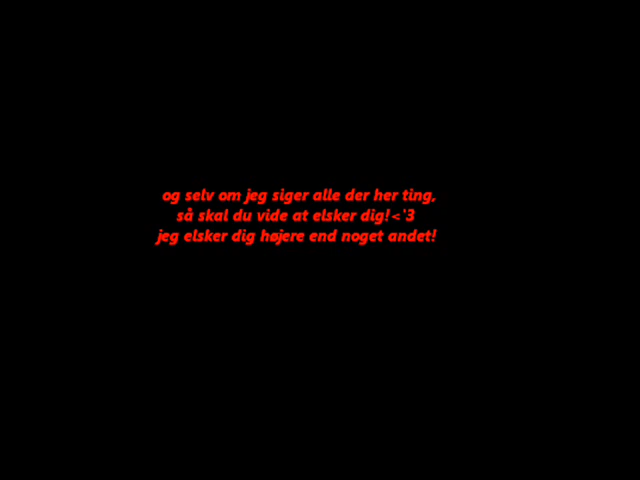 og selv om jeg siger alle der her ting,
så skal du vide at elsker dig!<'3
jeg elsker dig højere end noget andet!